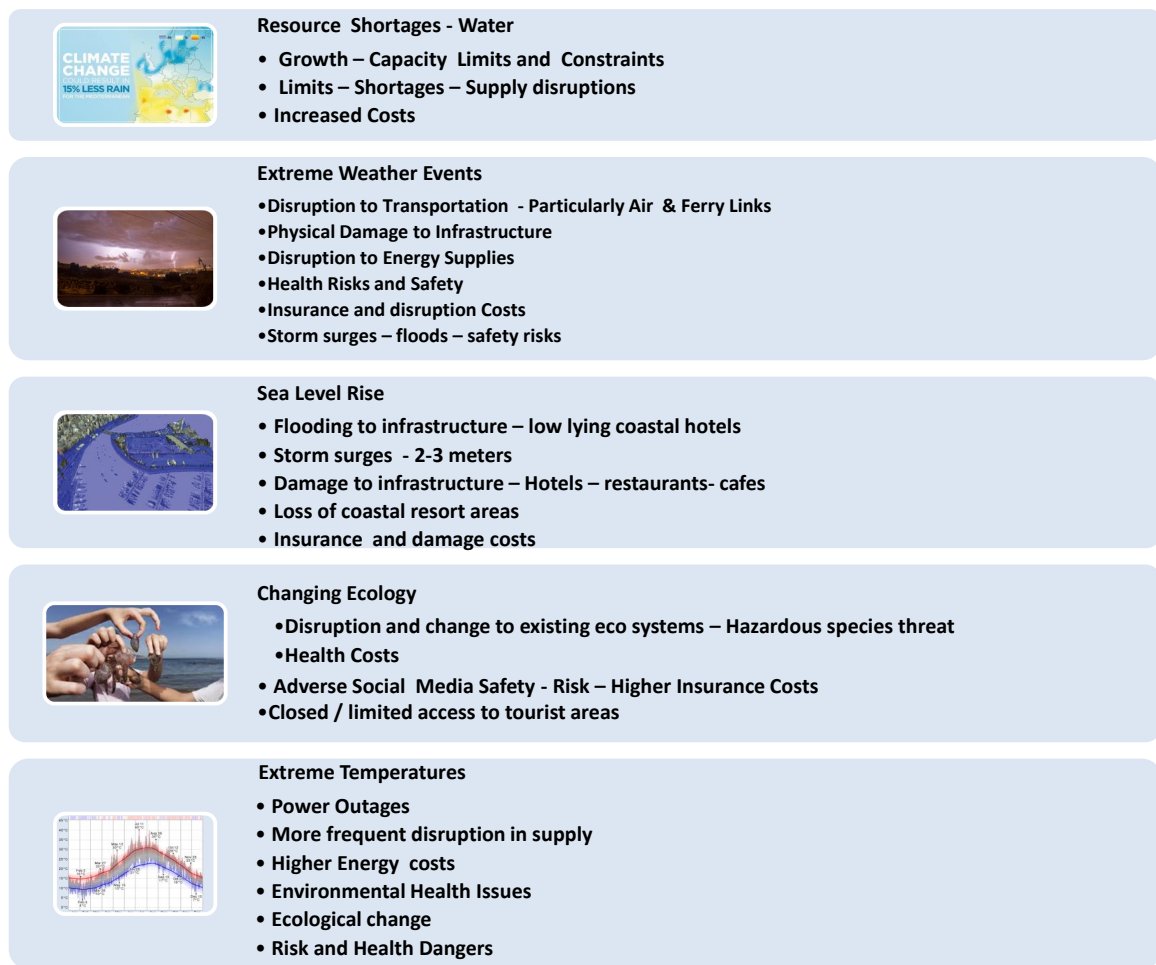 CLIMATE
CHANGE
COULD RESULT IN
15% LESS RAIN
FOR THE MEDITERRANEAN
Resource Shortages - Water
• Growth – Capacity Limits and Constraints
• Limits – Shortages – Supply disruptions
• Increased Costs
Extreme Weather Events
•Disruption to Transportation - Particularly Air & Ferry Links
•Physical Damage to Infrastructure
•Disruption to Energy Supplies
•Health Risks and Safety
•Insurance and disruption Costs
•Storm surges – floods – safety risks
Sea Level Rise
• Flooding to infrastructure – low lying coastal hotels
• Storm surges - 2-3 meters
• Damage to infrastructure – Hotels – restaurants- cafes
• Loss of coastal resort areas
• Insurance and damage costs
Changing Ecology
•Disruption and change to existing eco systems – Hazardous species threat
•Health Costs
• Adverse Social Media Safety - Risk – Higher Insurance Costs
•Closed / limited access to tourist areas
Extreme Temperatures
• Power Outages
• More frequent disruption in supply
• Higher Energy costs
• Environmental Health Issues
• Ecological change
• Risk and Health Dangers